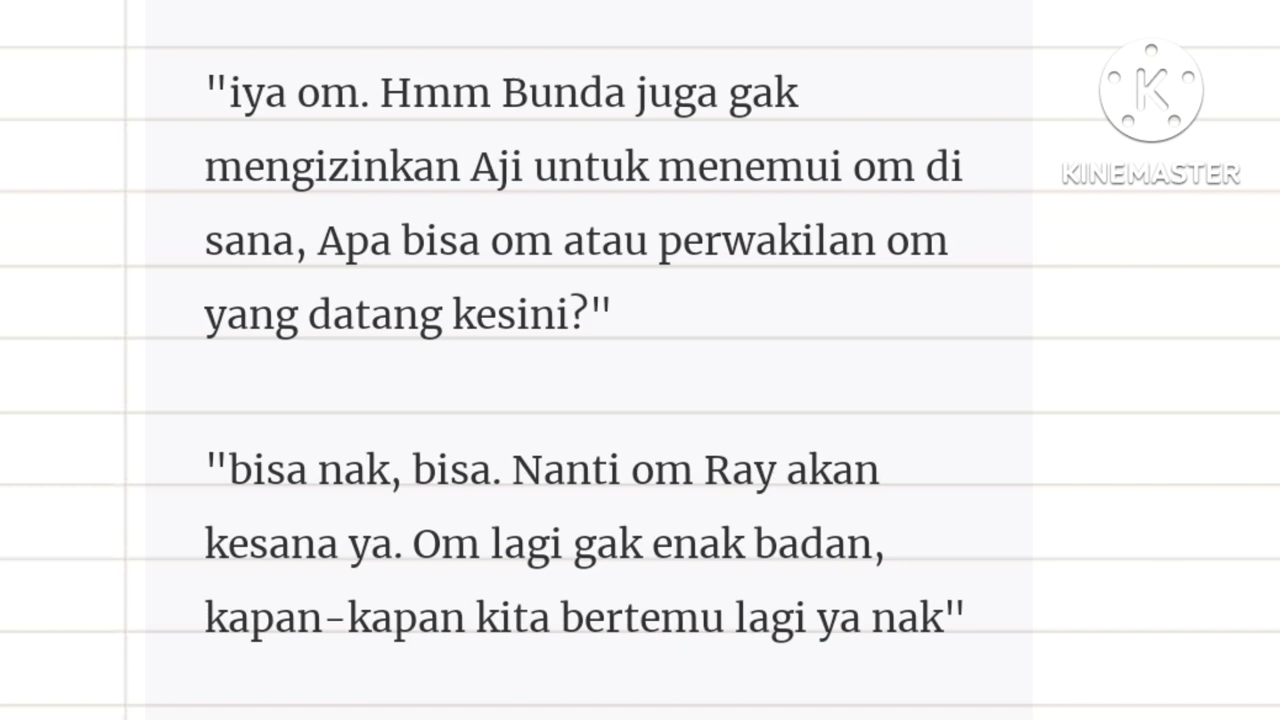 "iya om. Hmm Bunda juga gak
mengizinkan Aji untuk menemui om di
sana, Apa bisa om atau perwakilan om
yang datang kesini?"
"bisa nak, bisa. Nanti om Ray akan
kesana ya. Om lagi gak enak badan,
kapan-kapan kita bertemu lagi ya nak"
K
KINEMASTER